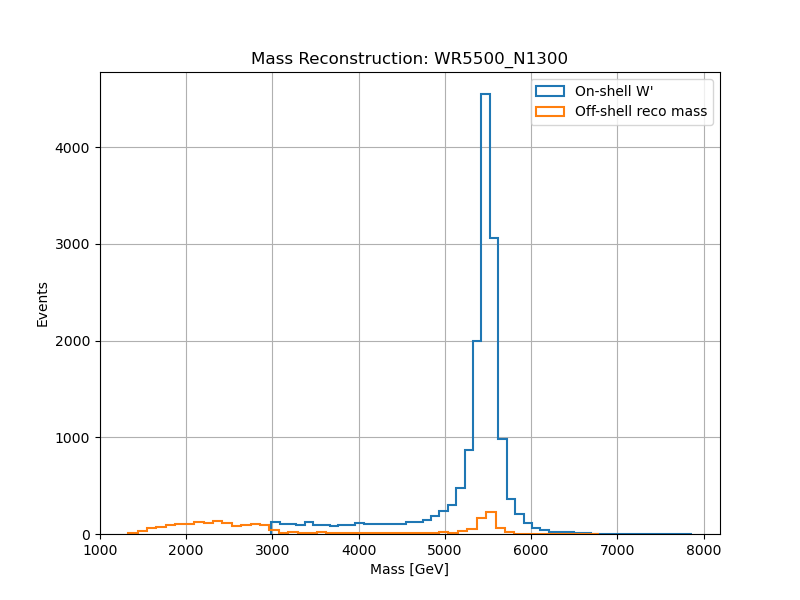 Mass Reconstruction: WR5500_N1300
On-shell W'
Off-shell reco mass
Events
4000
3000
2000
1000
0
1000 2000 3000 4000 5000 6000 7000 8000
Mass [GeV]